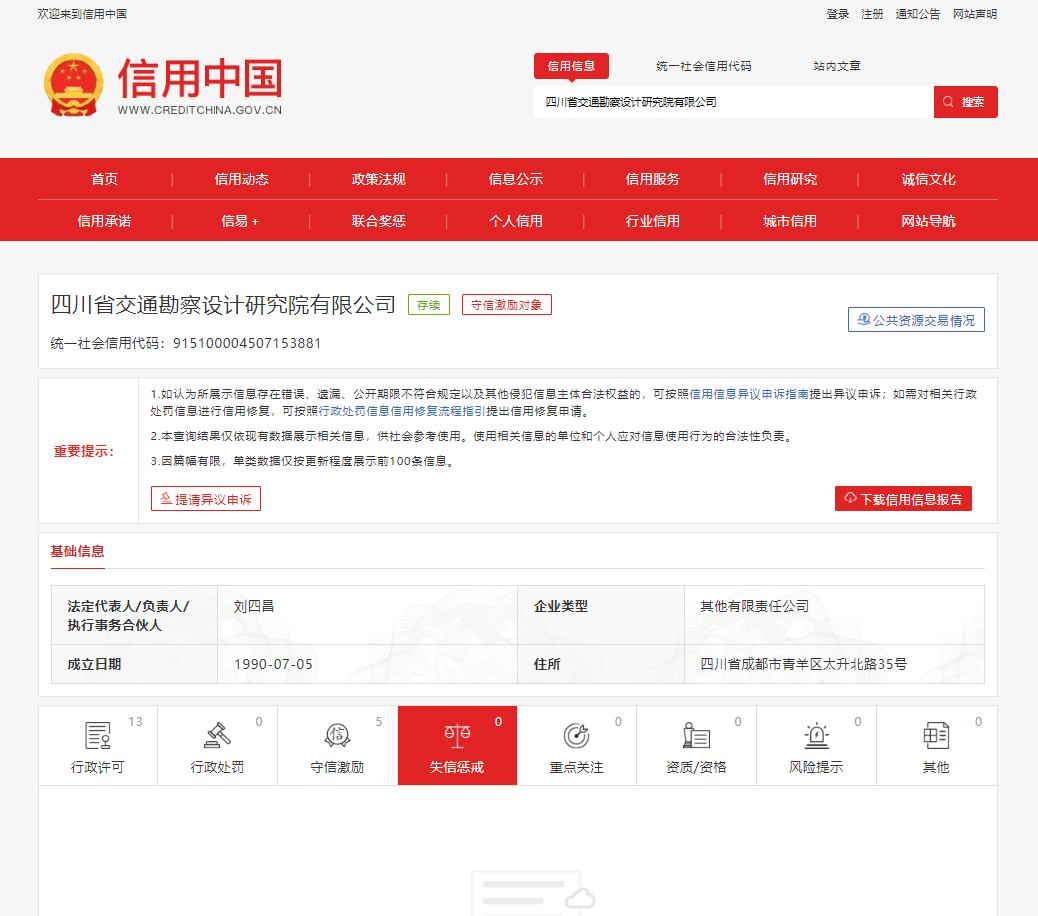 欢迎来到信用中国
登录 注册 通知公告 网站声明
信用中国
WWW.CREDITCHINA.GOV.CN
信用信息 统一社会信用代码 站内文章
四川省交通勘察设计研究院有限公司 搜索
首页 信用动态 政策法规 信息公示 信用服务 信用研究 诚信文化
信用承诺 信易 + 联合奖惩 个人信用 行业信用 城市信用 网站导航
四川省交通勘察设计研究院有限公司 存续 守信激励对象
公共资源交易情况
统一社会信用代码：915100004507153881
重要提示：
1.如认为所展示信息存在错误、遗漏、公开期限不符合规定以及其他侵犯信息主体合法权益的，可按照信用信息异议申诉指南提出异议申诉；如需对相关行政
处罚信息进行信用修复，可按照行政处罚信息信用修复流程指引提出信用修复申请。
2.本查询结果仅依现有数据展示相关信息，供社会参考使用。使用相关信息的单位和个人应对信息使用行为的合法性负责。
3.因篇幅有限，单类数据仅按更新程度展示前100条信息。
提请异议申诉 下载信用信息报告
基础信息
法定代表人/负责人/
执行事务合伙人
刘四昌
企业类型
其他有限责任公司
成立日期 1990-07-05 住所 四川省成都市青羊区太升北路35号
13 0 5 0 0 0 0 0
信
行政许可 行政处罚 守信激励 失信惩戒 重点关注 资质/资格 风险提示 其他